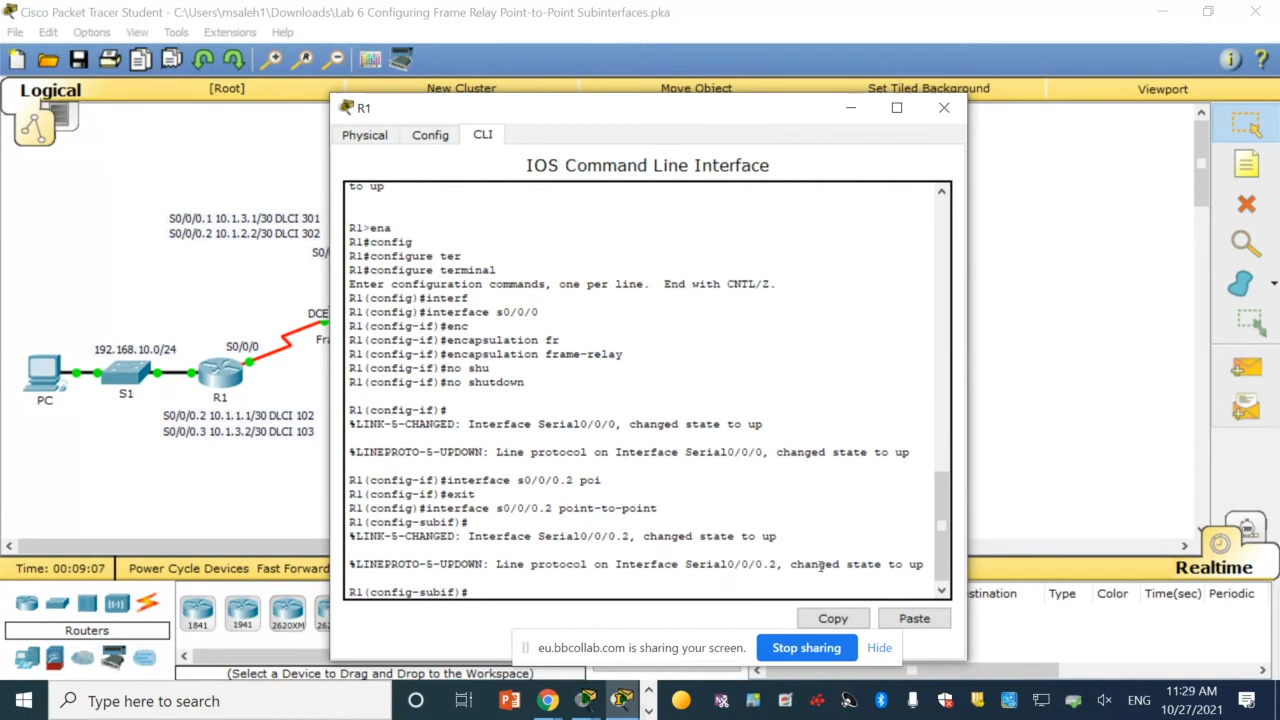 Cisco Packet Tracer Student - C:\Users\msaleh1\Downloads\Lab 6 Configuring Frame Relay Point-to-Point Subinterfaces.pka
File Edit Options View Tools Extensions Help
Logical [Root] New Cluster Move Object Set Tiled Background Viewport
R1
Physical Config CLI
IOS Command Line Interface
to up
R1>ena
R1#config
R1#configure ter
R1#configure terminal
Enter configuration commands, one per line. End with CNTL/Z.
R1(config)#interf
R1(config)#interface s0/0/0
R1(config-if)#enc
R1(config-if)#encapsulation fr
R1(config-if)#encapsulation frame-relay
R1(config-if)#no shu
R1(config-if)#no shutdown
R1(config-if)#
%LINK-5-CHANGED: Interface Serial0/0/0, changed state to up
%LINEPROTO-5-UPDOWN: Line protocol on Interface Serial0/0/0, changed state to up
R1(config-if)#interface s0/0/0.2 poi
R1(config-if)#exit
R1(config)#interface s0/0/0.2 point-to-point
R1(config-subif)#
%LINK-5-CHANGED: Interface Serial0/0/0.2, changed state to up
%LINEPROTO-5-UPDOWN: Line protocol on Interface Serial0/0/0.2, changed state to up
R1(config-subif)#
Copy Paste
S0/0/0.1 10.1.3.1/30 DLCI 301
S0/0/0.2 10.1.2.2/30 DLCI 302
S0/
DCE
Fra
192.168.10.0/24
S0/0/0
PC
S1
R1
S0/0/0.2 10.1.1.1/30 DLCI 102
S0/0/0.3 10.1.3.2/30 DLCI 103
Time: 00:09:07 Power Cycle Devices Fast Forward
Realtime
Routers
1841 1941 2620XM 262
(Select a Device to Drag and Drop to the Workspace)
stination Type Color Time(sec) Periodic
eu.bbcollab.com is sharing your screen. Stop sharing Hide
Type here to search
ENG
11:29 AM
10/27/2021